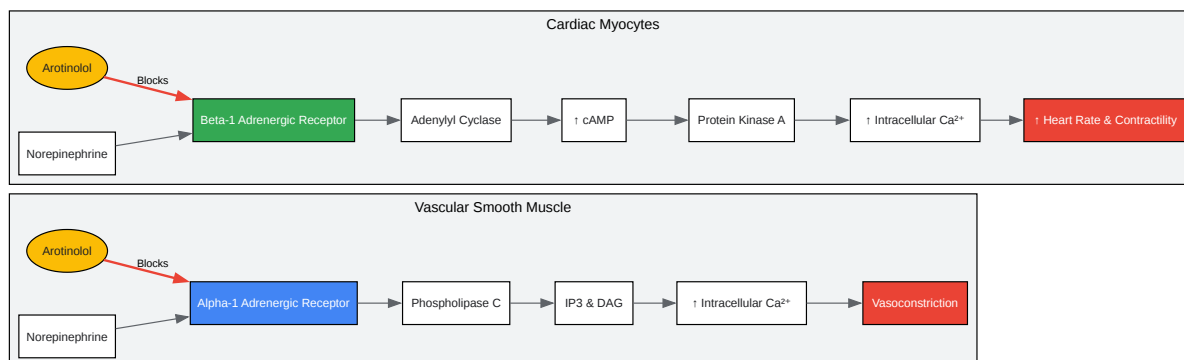 Cardiac Myocytes
Arotinolol
Blocks
Norepinephrine
Beta-1 Adrenergic Receptor
Adenylyl Cyclase
↑ cAMP
Protein Kinase A
↑ Intracellular Ca²⁺
↑ Heart Rate & Contractility
Vascular Smooth Muscle
Arotinolol
Blocks
Norepinephrine
Alpha-1 Adrenergic Receptor
Phospholipase C
IP3 & DAG
↑ Intracellular Ca²⁺
Vasoconstriction